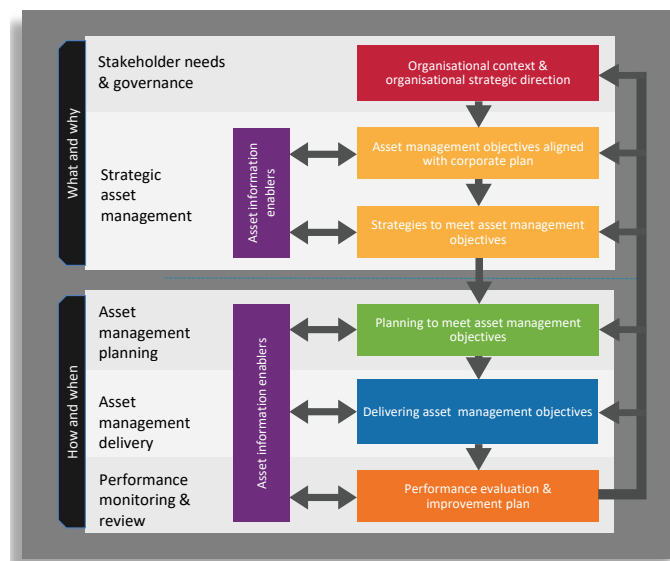 What and why
Stakeholder needs
& governance
Organisational context &
organisational strategic direction
Strategic
asset
management
Asset information
enablers
Asset management objectives aligned
with corporate plan
Strategies to meet asset management
objectives
How and when
Asset
management
planning
Asset information enablers
Planning to meet asset management
objectives
Asset
management
delivery
Delivering asset management objectives
Performance
monitoring &
review
Performance evaluation &
improvement plan